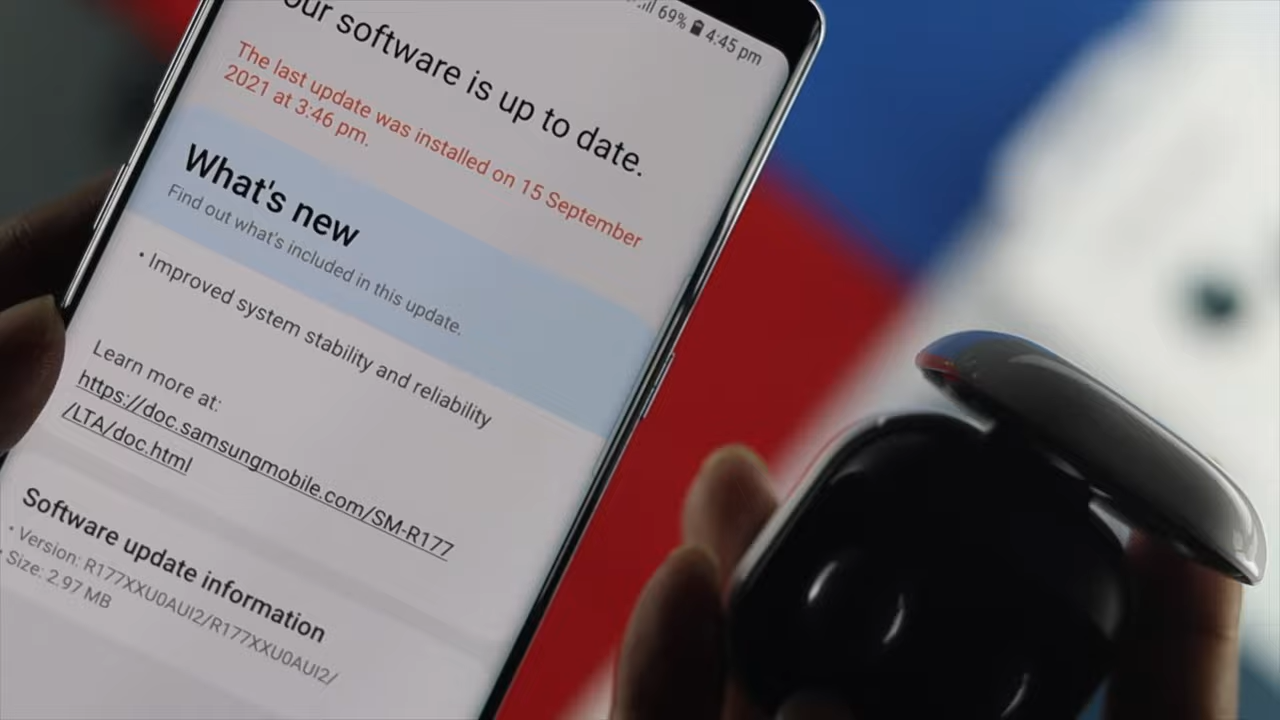 69% 4:45 pm
our software is up to date.
The last update was installed on 15 September
2021 at 3:46 pm.
What's new
Find out what's included in this update.
• Improved system stability and reliability
Learn more at:
https://doc.samsungmobile.com/SM-R177
/LTA/doc.html
Software update information
• Version: R177XXU0AUI2/R177XXU0AUI2/
• Size: 2.97 MB